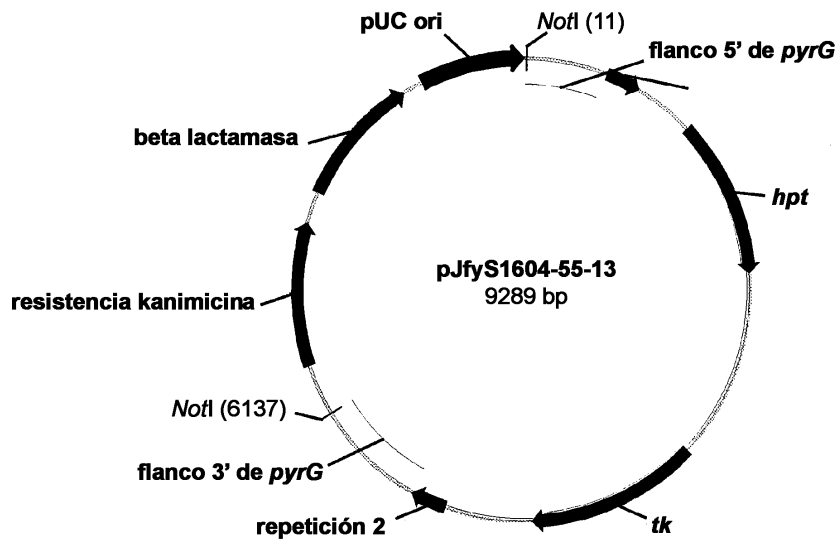 pUC ori
NotI (11)
flanco 5' de pyrG
beta lactamasa
hpt
pJfyS1604-55-13
9289 bp
resistencia kanimicina
NotI (6137)
flanco 3' de pyrG
repetición 2
tk